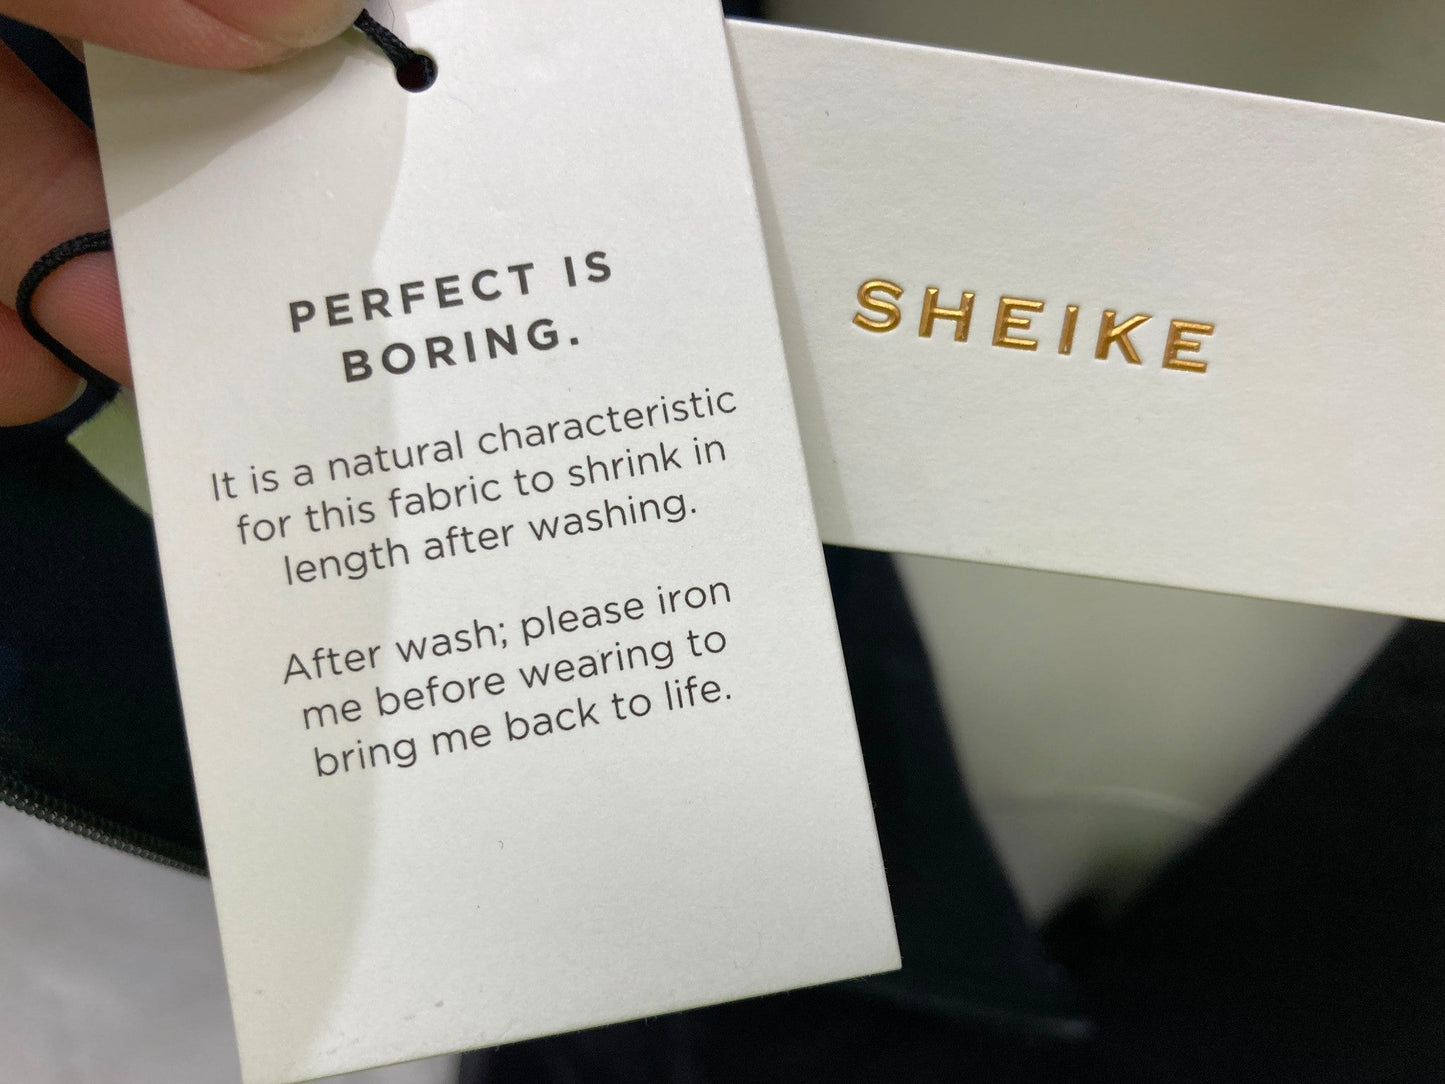 PERFECT IS
BORING.
It is a natural characteristic
for this fabric to shrink in
length after washing.
After wash; please iron
me before wearing to
bring me back to life.
SHEIKE